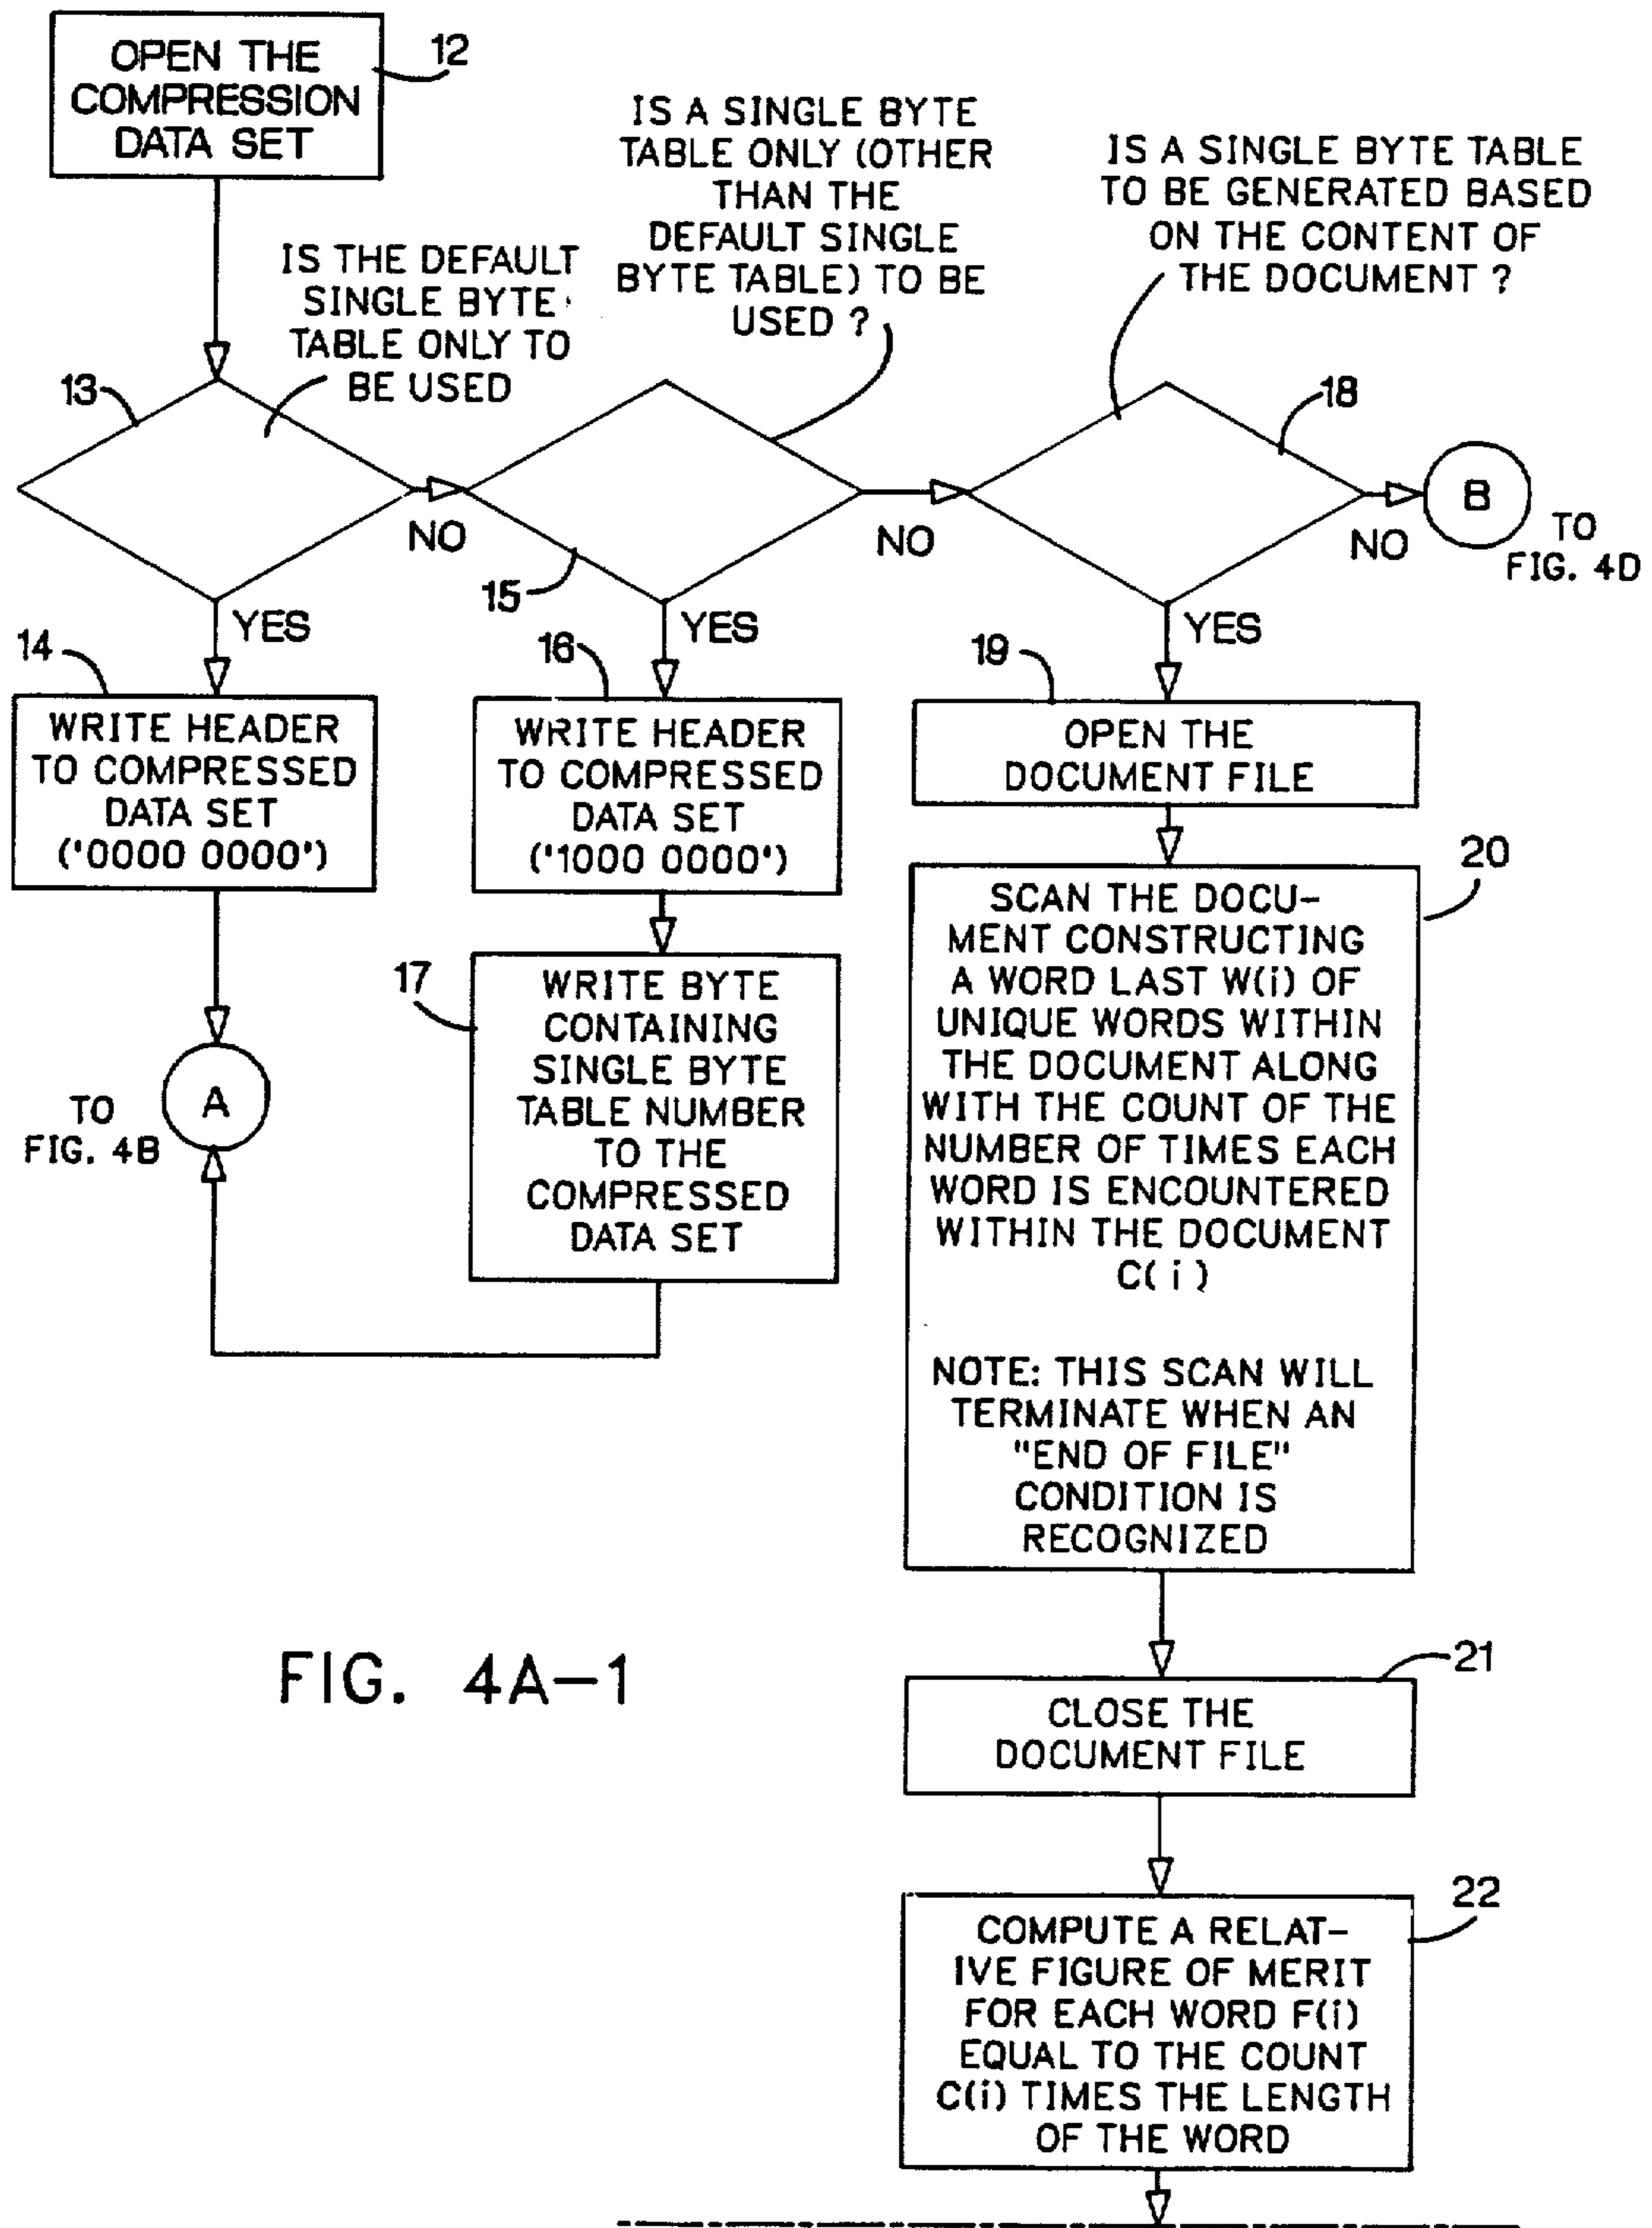 OPEN THE
COMPRESSION
DATA SET
12
IS THE DEFAULT
SINGLE BYTE
TABLE ONLY TO
BE USED
13
NO
YES
IS A SINGLE BYTE
TABLE ONLY (OTHER
THAN THE
DEFAULT SINGLE
BYTE TABLE) TO BE
USED ?
15
NO
YES
IS A SINGLE BYTE TABLE
TO BE GENERATED BASED
ON THE CONTENT OF
THE DOCUMENT ?
18
NO
YES
B
TO
FIG. 4D
14
WRITE HEADER
TO COMPRESSED
DATA SET
('0000 0000')
A
TO
FIG. 4B
16
WRITE HEADER
TO COMPRESSED
DATA SET
('1000 0000')
17
WRITE BYTE
CONTAINING
SINGLE BYTE
TABLE NUMBER
TO THE
COMPRESSED
DATA SET
19
OPEN THE
DOCUMENT FILE
20
SCAN THE DOCU-
MENT CONSTRUCTING
A WORD LAST W(i) OF
UNIQUE WORDS WITHIN
THE DOCUMENT ALONG
WITH THE COUNT OF THE
NUMBER OF TIMES EACH
WORD IS ENCOUNTERED
WITHIN THE DOCUMENT
C( i )
NOTE: THIS SCAN WILL
TERMINATE WHEN AN
"END OF FILE"
CONDITION IS
RECOGNIZED
21
CLOSE THE
DOCUMENT FILE
22
COMPUTE A RELAT-
IVE FIGURE OF MERIT
FOR EACH WORD F(i)
EQUAL TO THE COUNT
C(i) TIMES THE LENGTH
OF THE WORD
FIG. 4A-1